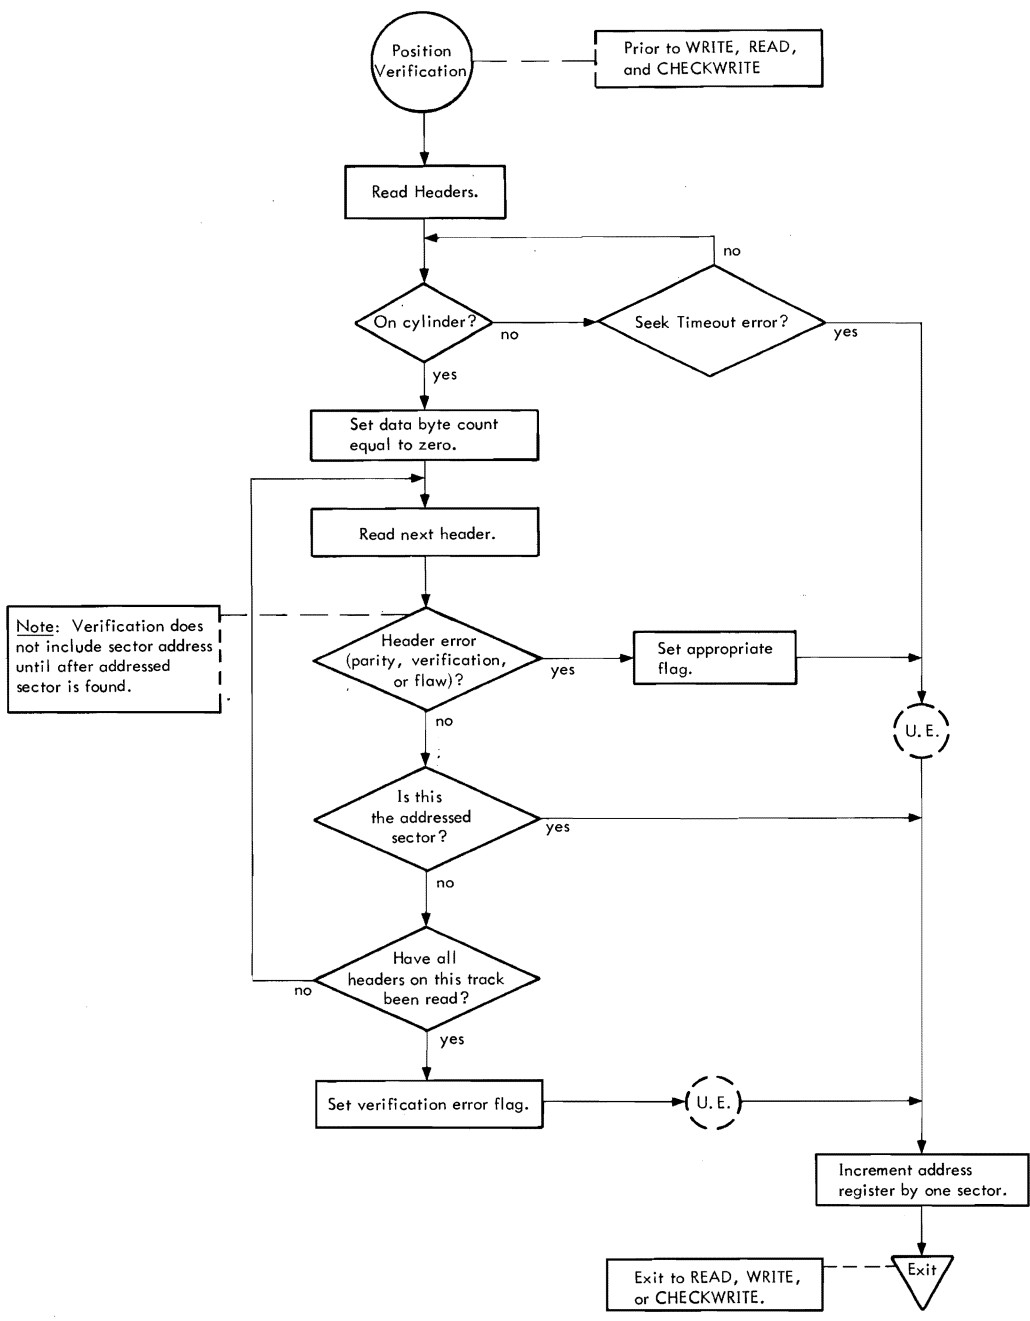 Position
Verification
Prior to WRITE, READ,
and CHECKWRITE
Read Headers.
no
On cylinder?
no
Seek Timeout error?
yes
yes
Set data byte count
equal to zero.
Read next header.
Note: Verification does
not include sector address
until after addressed
sector is found.
Header error
(parity, verification,
or flaw)?
yes
Set appropriate
flag.
no
U.E.
Is this
the addressed
sector?
yes
no
Have all
headers on this track
been read?
no
yes
Set verification error flag.
U.E.
Increment address
register by one sector.
Exit to READ, WRITE,
or CHECKWRITE.
Exit